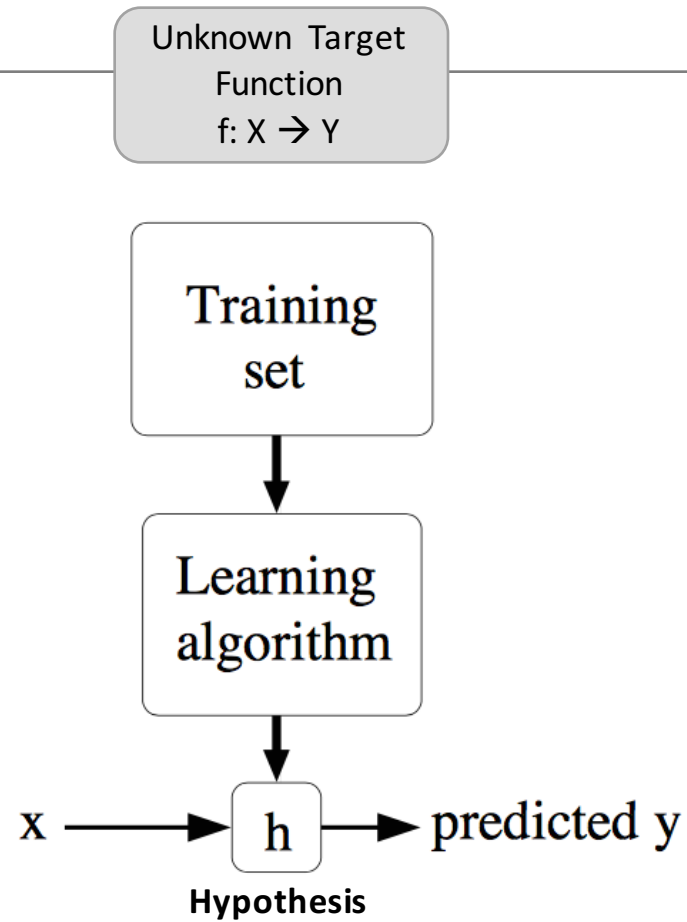 Unknown Target
Function
f: X → Y
Training
set
Learning
algorithm
x
h
predicted y
Hypothesis